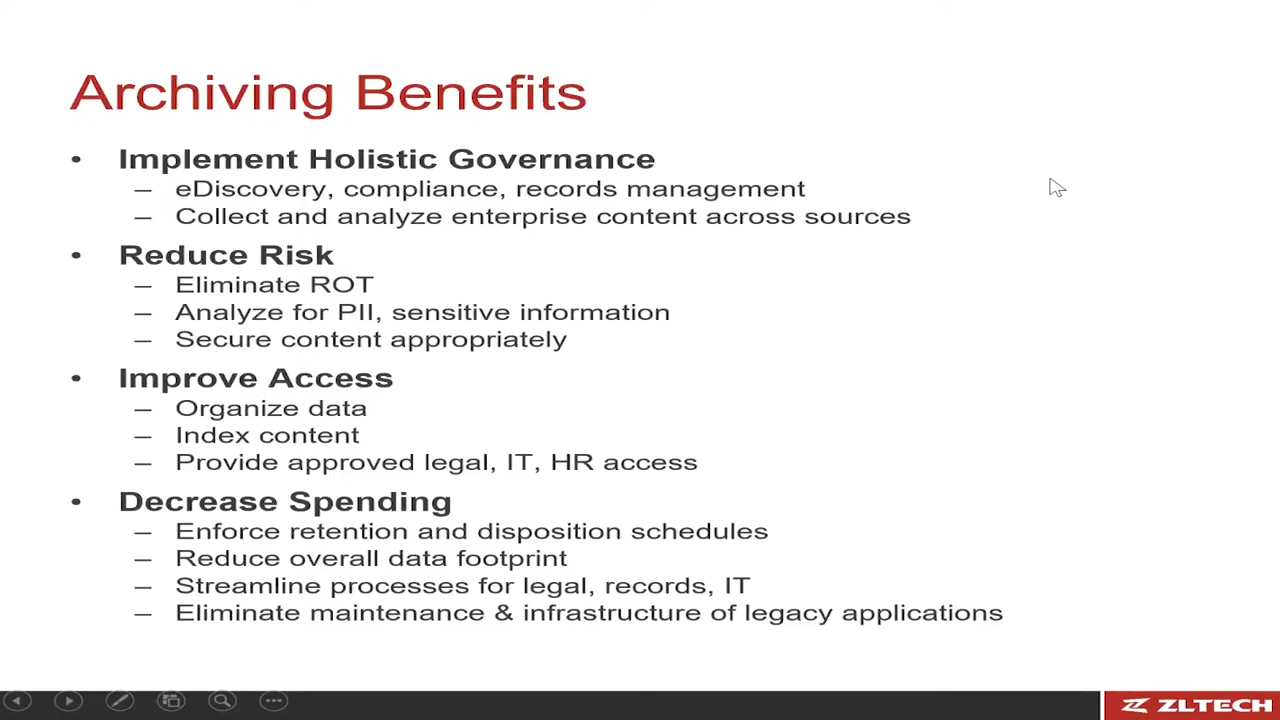 Archiving Benefits
• Implement Holistic Governance
– eDiscovery, compliance, records management
– Collect and analyze enterprise content across sources
• Reduce Risk
– Eliminate ROT
– Analyze for PII, sensitive information
– Secure content appropriately
• Improve Access
– Organize data
– Index content
– Provide approved legal, IT, HR access
• Decrease Spending
– Enforce retention and disposition schedules
– Reduce overall data footprint
– Streamline processes for legal, records, IT
– Eliminate maintenance & infrastructure of legacy applications
ZLTECH